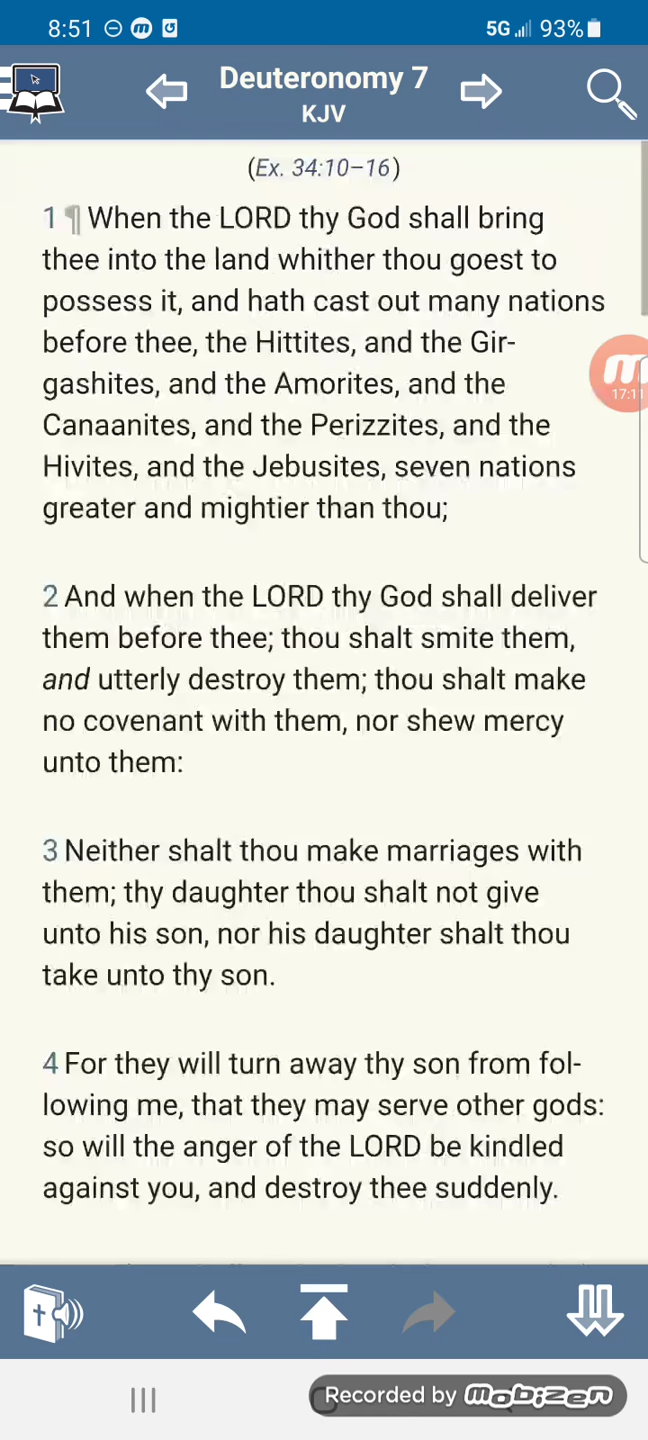 8:51
5G 93%
Deuteronomy 7
KJV
(Ex. 34:10–16)
1 ¶ When the LORD thy God shall bring
thee into the land whither thou goest to
possess it, and hath cast out many nations
before thee, the Hittites, and the Gir-
gashites, and the Amorites, and the
Canaanites, and the Perizzites, and the
Hivites, and the Jebusites, seven nations
greater and mightier than thou;
17:11
2 And when the LORD thy God shall deliver
them before thee; thou shalt smite them,
and utterly destroy them; thou shalt make
no covenant with them, nor shew mercy
unto them:
3 Neither shalt thou make marriages with
them; thy daughter thou shalt not give
unto his son, nor his daughter shalt thou
take unto thy son.
4 For they will turn away thy son from fol-
lowing me, that they may serve other gods:
so will the anger of the LORD be kindled
against you, and destroy thee suddenly.
Recorded by mobizen